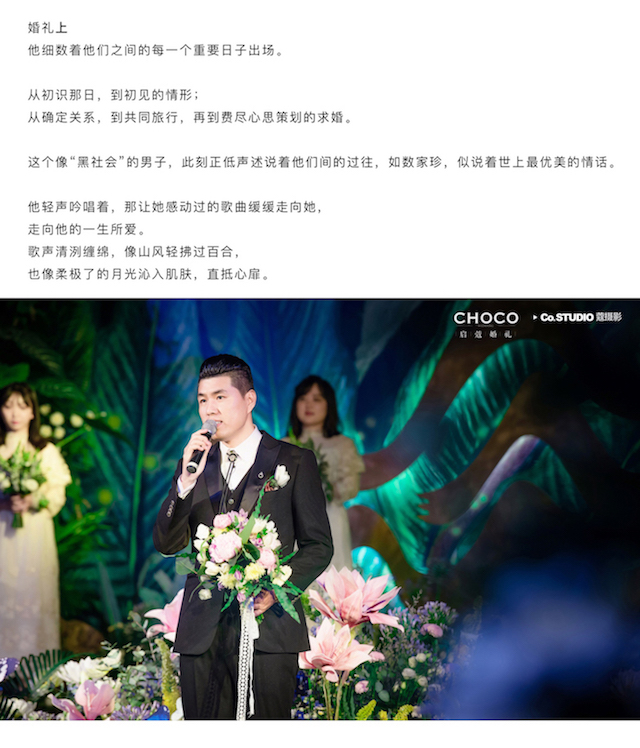 婚礼上
他细数着他们之间的每一个重要日子出场。
从初识那日，到初见的情形；
从确定关系，到共同旅行，再到费尽心思策划的求婚。
这个像“黑社会”的男子，此刻正低声述说着他们间的过往，如数家珍，似说着世上最优美的情话。
他轻声吟唱着，那让她感动过的歌曲缓缓走向她，
走向他的一生所爱。
歌声清洌缠绵，像山风轻拂过百合，
也像柔极了的月光沁入肌肤，直抵心扉。
CHOCO
启蔻婚礼
Co.STUDIO 蔻摄影